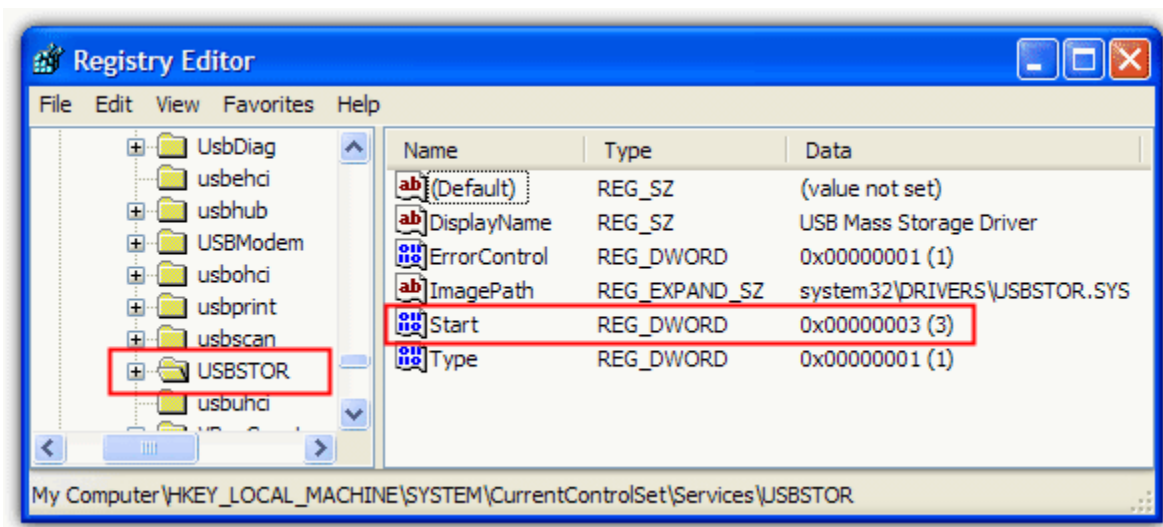 Registry Editor
File Edit View Favorites Help
UsbDiag
usbehci
usbhub
USBModem
usbohci
usbprint
usbscan
USBSTOR
usbuhci
Name Type Data
(Default) REG_SZ (value not set)
DisplayName REG_SZ USB Mass Storage Driver
ErrorControl REG_DWORD 0x00000001 (1)
ImagePath REG_EXPAND_SZ system32\DRIVERS\USBSTOR.SYS
Start REG_DWORD 0x00000003 (3)
Type REG_DWORD 0x00000001 (1)
My Computer\HKEY_LOCAL_MACHINE\SYSTEM\CurrentControlSet\Services\USBSTOR